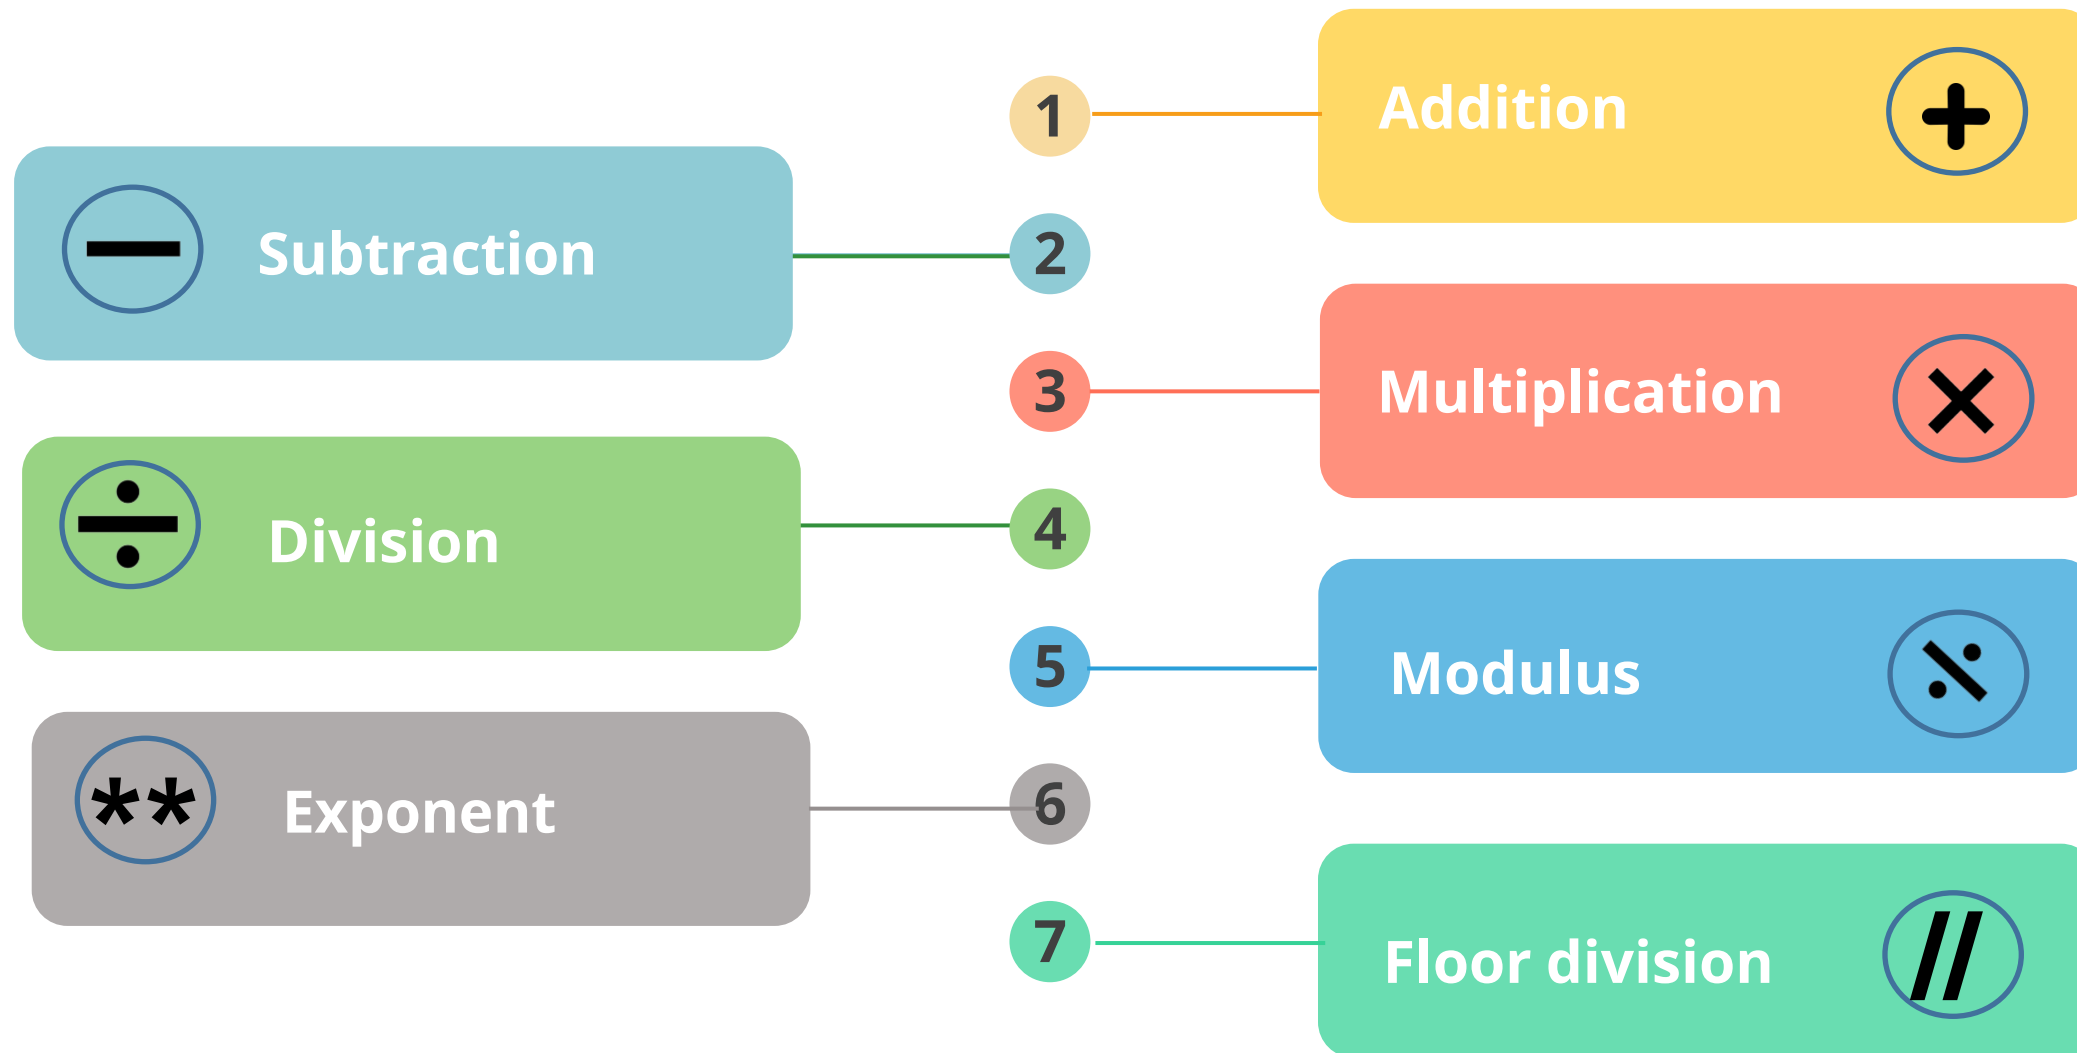 1
Addition
+
−
Subtraction
2
3
Multiplication
×
÷
Division
4
5
Modulus
⁒
**
Exponent
6
7
Floor division
//